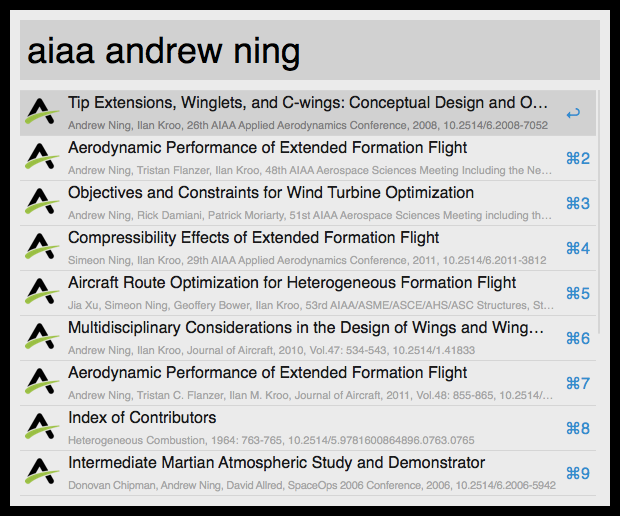 aiaa andrew ning
Tip Extensions, Winglets, and C-wings: Conceptual Design and O…
Andrew Ning, Ilan Kroo, 26th AIAA Applied Aerodynamics Conference, 2008, 10.2514/6.2008-7052
↩
Aerodynamic Performance of Extended Formation Flight
Andrew Ning, Tristan Flanzer, Ilan Kroo, 48th AIAA Aerospace Sciences Meeting Including the Ne…
⌘2
Objectives and Constraints for Wind Turbine Optimization
Andrew Ning, Rick Damiani, Patrick Moriarty, 51st AIAA Aerospace Sciences Meeting including th…
⌘3
Compressibility Effects of Extended Formation Flight
Simeon Ning, Ilan Kroo, 29th AIAA Applied Aerodynamics Conference, 2011, 10.2514/6.2011-3812
⌘4
Aircraft Route Optimization for Heterogeneous Formation Flight
Jia Xu, Simeon Ning, Geoffery Bower, Ilan Kroo, 53rd AIAA/ASME/ASCE/AHS/ASC Structures, St…
⌘5
Multidisciplinary Considerations in the Design of Wings and Wing…
Andrew Ning, Ilan Kroo, Journal of Aircraft, 2010, Vol.47: 534-543, 10.2514/1.41833
⌘6
Aerodynamic Performance of Extended Formation Flight
Andrew Ning, Tristan C. Flanzer, Ilan M. Kroo, Journal of Aircraft, 2011, Vol.48: 855-865, 10.2514/…
⌘7
Index of Contributors
Heterogeneous Combustion, 1964: 763-765, 10.2514/5.9781600864896.0763.0765
⌘8
Intermediate Martian Atmospheric Study and Demonstrator
Donovan Chipman, Andrew Ning, David Allred, SpaceOps 2006 Conference, 2006, 10.2514/6.2006-5942
⌘9